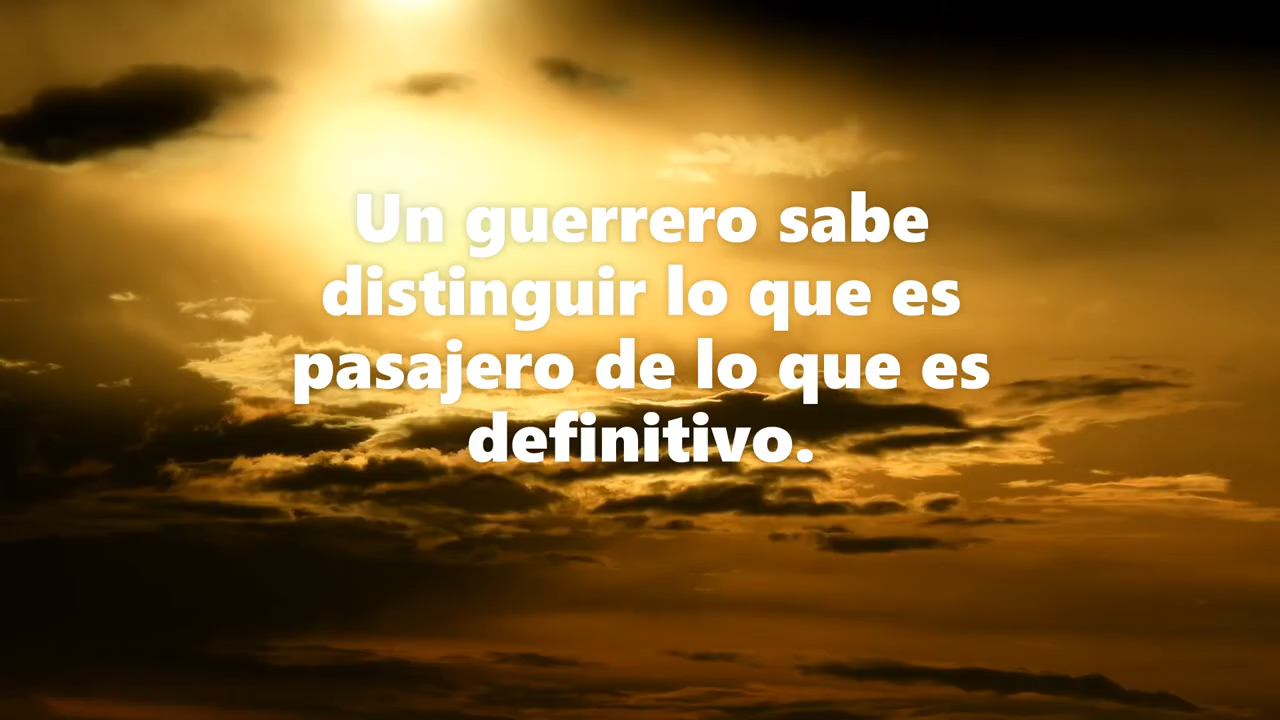 Un guerrero sabe
distinguir lo que es
pasajero de lo que es
definitivo.